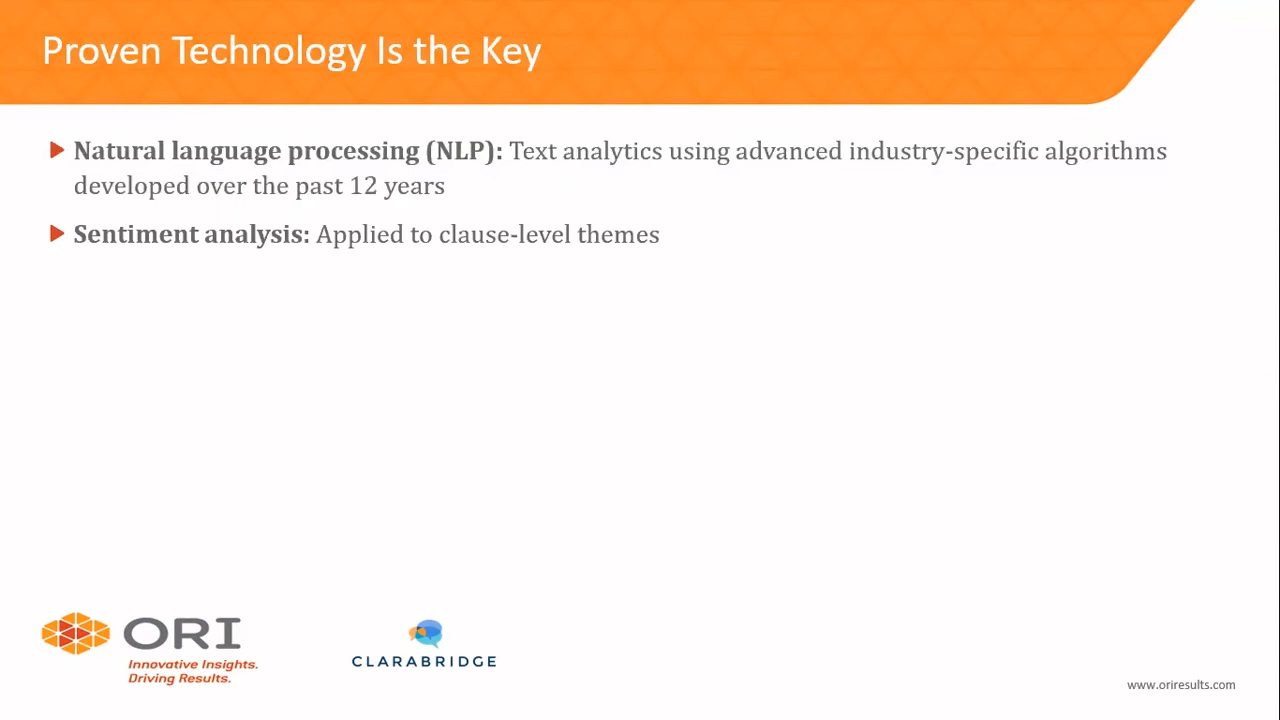 Proven Technology Is the Key
Natural language processing (NLP): Text analytics using advanced industry-specific algorithms
developed over the past 12 years
Sentiment analysis: Applied to clause-level themes
ORI
Innovative Insights.
Driving Results.
CLARABRIDGE
www.oriresults.com